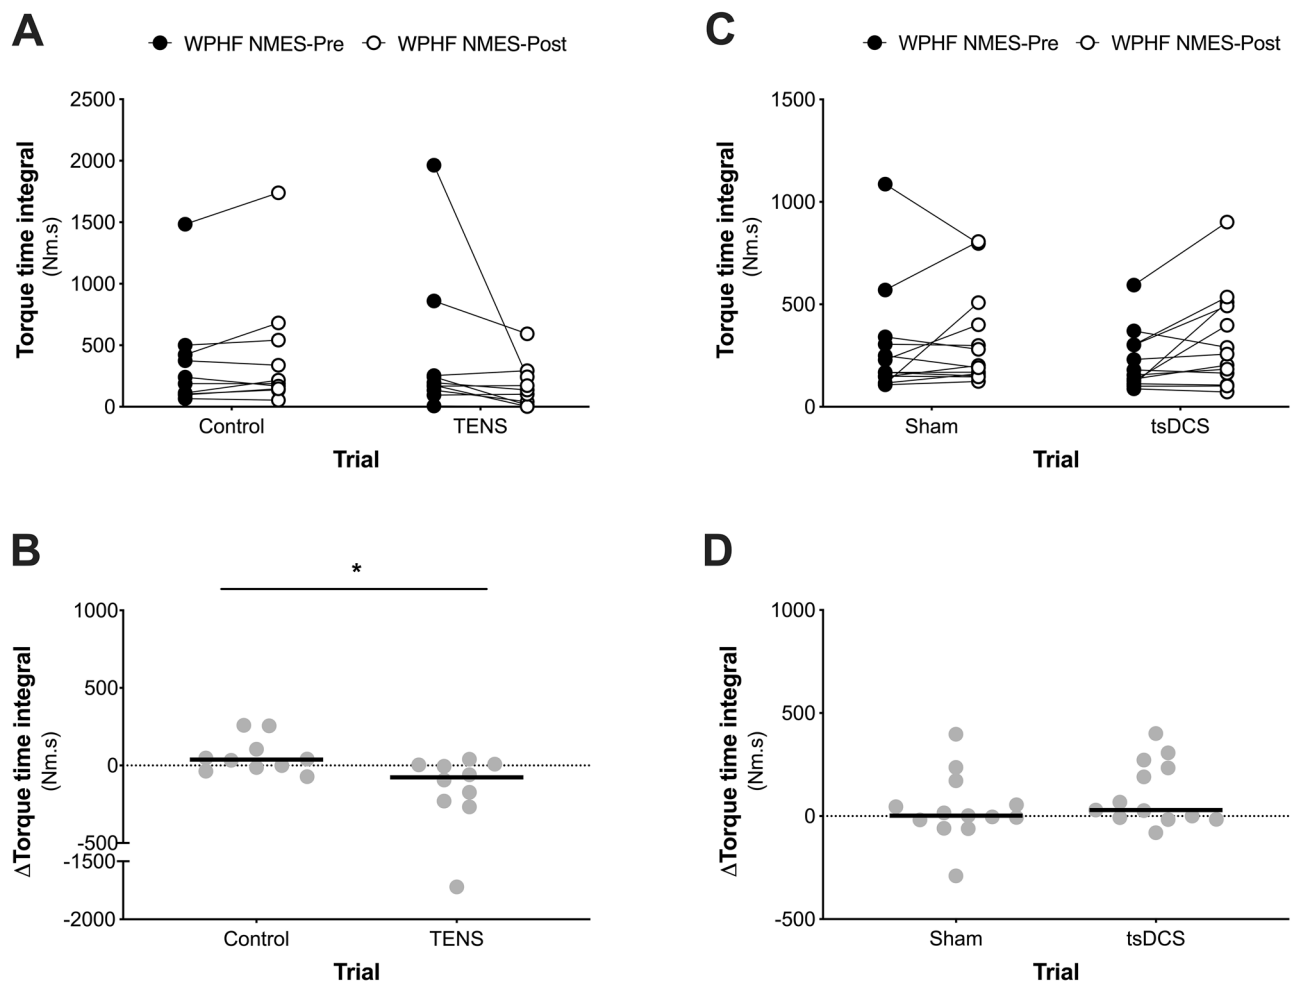 A
WPHF NMES-Pre WPHF NMES-Post
2500
2000
1500
1000
500
0
Torque time integral
(Nm.s)
Control TENS
Trial
C
WPHF NMES-Pre WPHF NMES-Post
1500
1000
500
0
Torque time integral
(Nm.s)
Sham tsDCS
Trial
B
*
1000
500
0
-500
-1500
-2000
ΔTorque time integral
(Nm.s)
Control TENS
Trial
D
1000
500
0
-500
ΔTorque time integral
(Nm.s)
Sham tsDCS
Trial